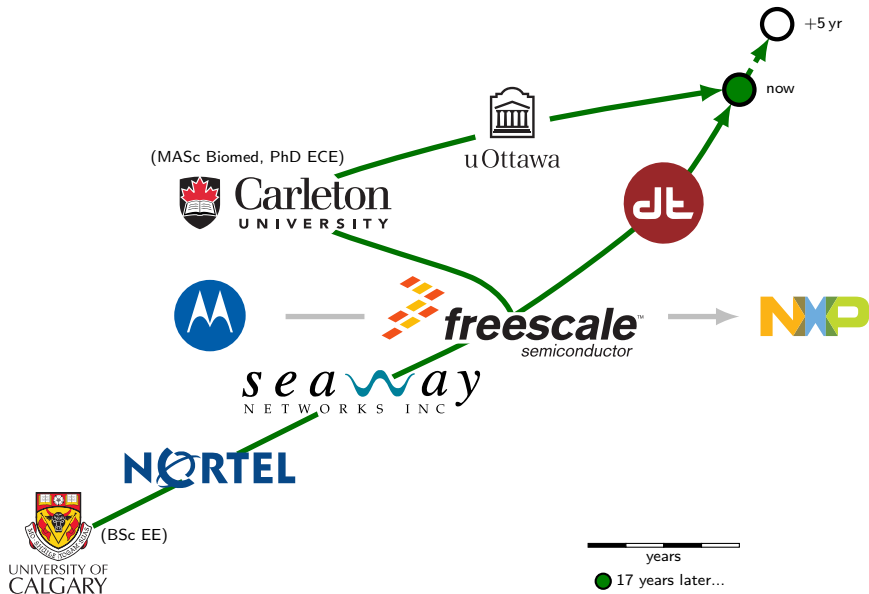 +5 yr
now
uOttawa
(MASc Biomed, PhD ECE)
Carleton
UNIVERSITY
dt
freescale™
semiconductor
NXP
seaway
NETWORKS INC
NORTEL
(BSc EE)
UNIVERSITY OF
CALGARY
years
17 years later...